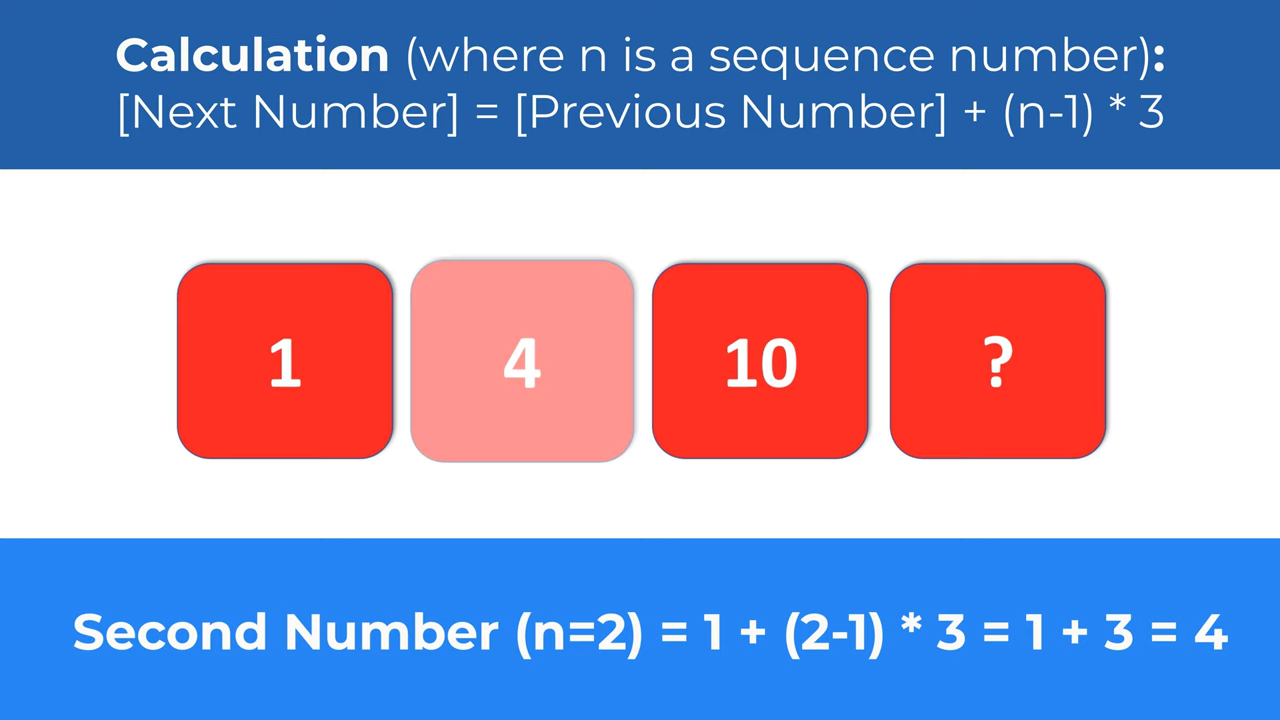 Calculation (where n is a sequence number):
[Next Number] = [Previous Number] + (n-1) * 3
1 4 10 ?
Second Number (n=2) = 1 + (2-1) * 3 = 1 + 3 = 4